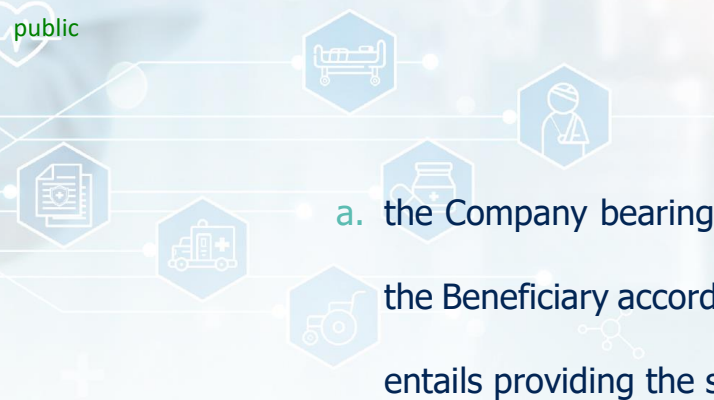 public
a. the Company bearing
the Beneficiary accord
entails providing the s